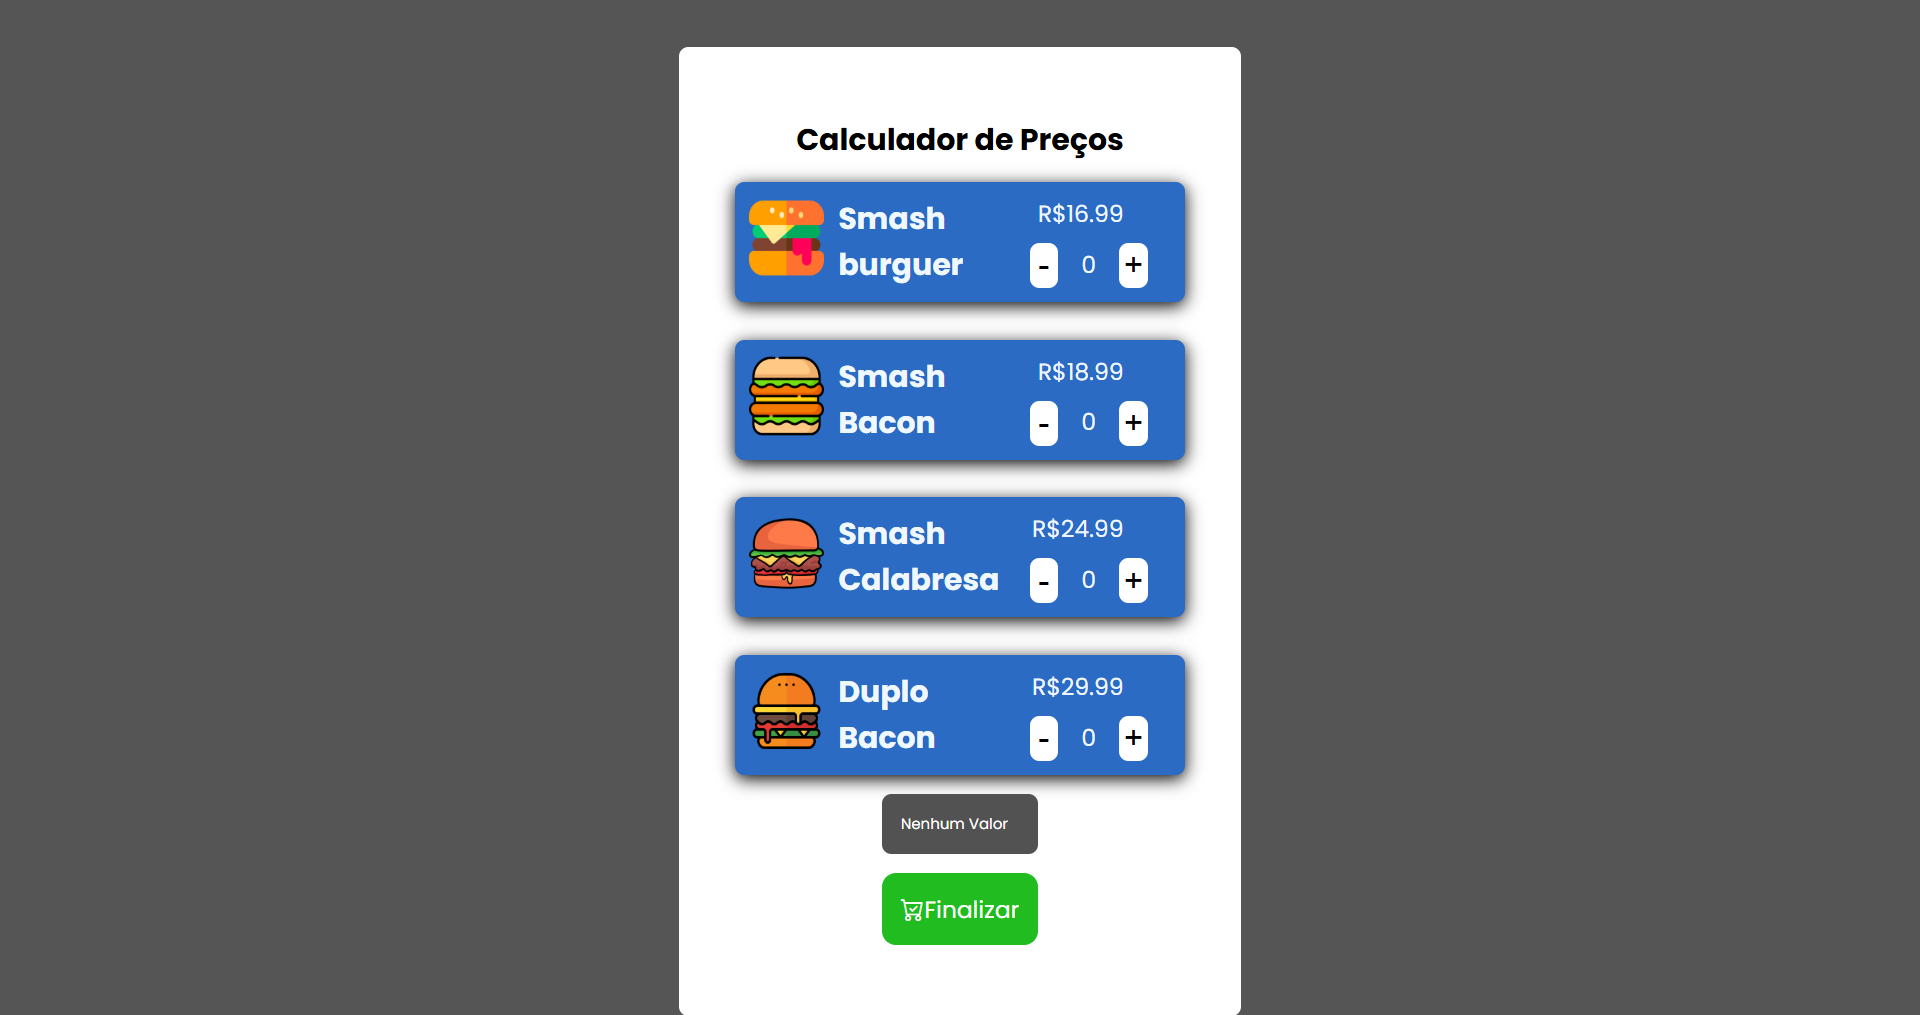 Calculador de Preços
Smash
burguer
R$16.99
- 0 +
Smash
Bacon
R$18.99
- 0 +
Smash
Calabresa
R$24.99
- 0 +
Duplo
Bacon
R$29.99
- 0 +
Nenhum Valor
Finalizar